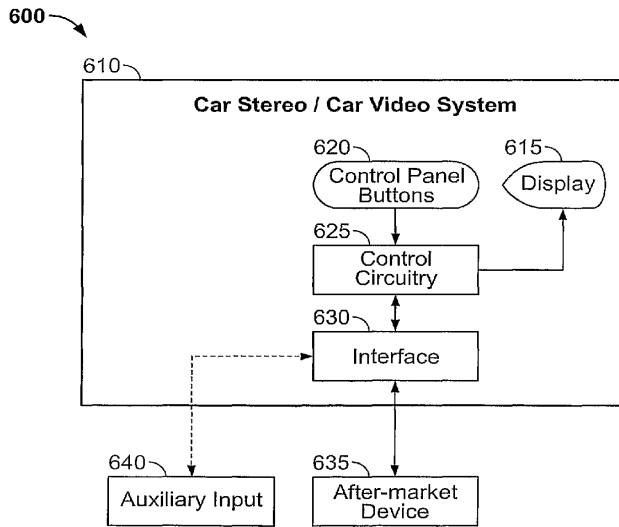 600
610
Car Stereo / Car Video System
620
615
Control Panel
Buttons
Display
625
Control
Circuitry
630
Interface
640
635
Auxiliary Input
After-market
Device